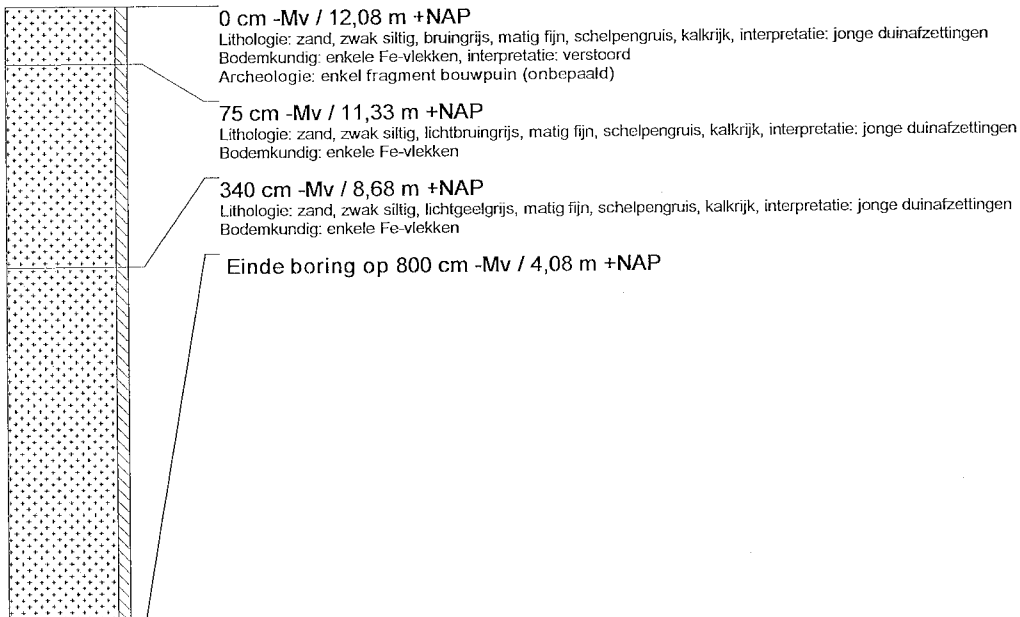 0 cm -Mv / 12,08 m +NAP
Lithologie: zand, zwak siltig, bruingrijs, matig fijn, schelpengruis, kalkrijk, interpretatie: jonge duinafzettingen
Bodemkundig: enkele Fe-vlekken, interpretatie: verstoord
Archeologie: enkel fragment bouwpuin (onbepaald)
75 cm -Mv / 11,33 m +NAP
Lithologie: zand, zwak siltig, lichtbruingrijs, matig fijn, schelpengruis, kalkrijk, interpretatie: jonge duinafzettingen
Bodemkundig: enkele Fe-vlekken
340 cm -Mv / 8,68 m +NAP
Lithologie: zand, zwak siltig, lichtgeelgrijs, matig fijn, schelpengruis, kalkrijk, interpretatie: jonge duinafzettingen
Bodemkundig: enkele Fe-vlekken
Einde boring op 800 cm -Mv / 4,08 m +NAP